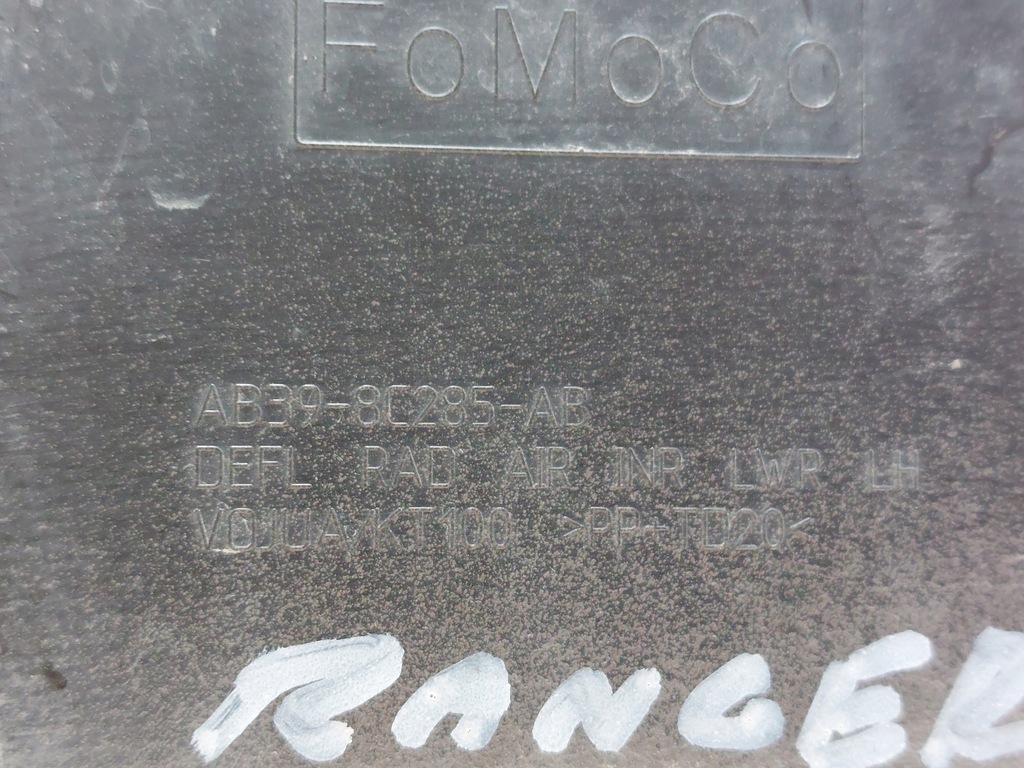 FoMoCo
AB39-8C285-AB
DEFL RAD AIR INR LWR LH
>PP-TD20<
RANGER